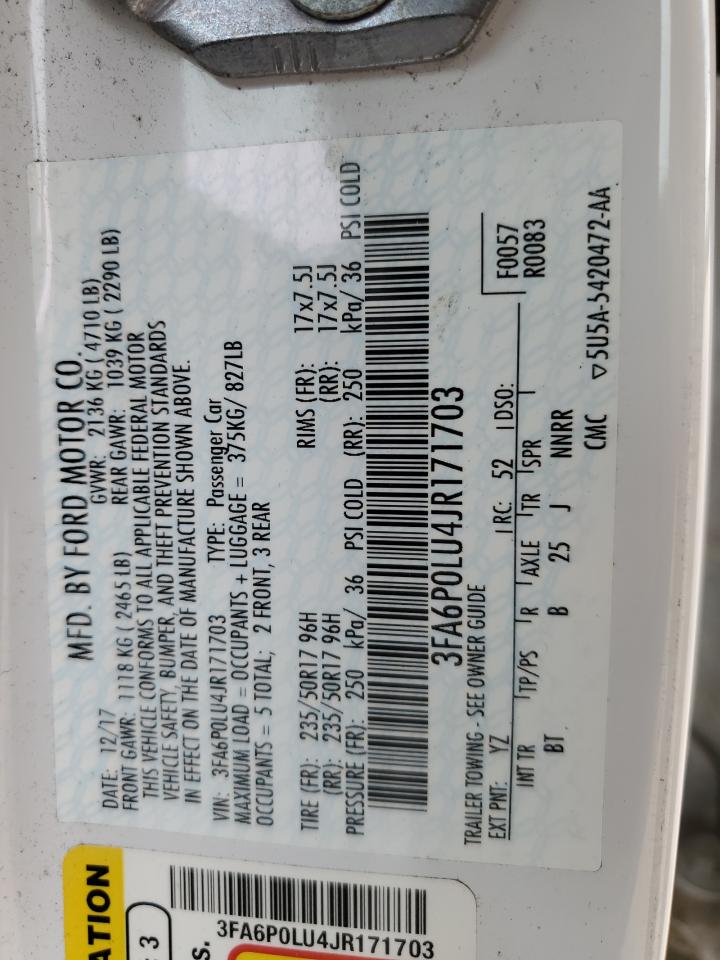 MFD. BY FORD MOTOR CO.
DATE: 12/17 GVWR: 2136 KG ( 4710 LB)
FRONT GAWR: 1118 KG ( 2465 LB) REAR GAWR: 1039 KG ( 2290 LB)
THIS VEHICLE CONFORMS TO ALL APPLICABLE FEDERAL MOTOR
VEHICLE SAFETY, BUMPER, AND THEFT PREVENTION STANDARDS
IN EFFECT ON THE DATE OF MANUFACTURE SHOWN ABOVE.
VIN: 3FA6P0LU4JR171703 TYPE: Passenger Car
MAXIMUM LOAD = OCCUPANTS + LUGGAGE = 375KG/ 827LB
OCCUPANTS = 5 TOTAL; 2 FRONT, 3 REAR
TIRE (FR): 235/50R17 96H RIMS (FR): 17x7.5J
(RR): 235/50R17 96H (RR): 17x7.5J
PRESSURE (FR): 250 kPa/ 36 PSI COLD (RR): 250 kPa/ 36 PSI COLD
3FA6P0LU4JR171703
TRAILER TOWING - SEE OWNER GUIDE
EXT PNT: YZ RC: 52 DSO: F0057
R0083
INT TR TP/PS R AXLE TR SPR
BT B 25 J NNRR
CMC ▽5U5A-5420472-AA
ATION
: 3
s.
3FA6P0LU4JR171703